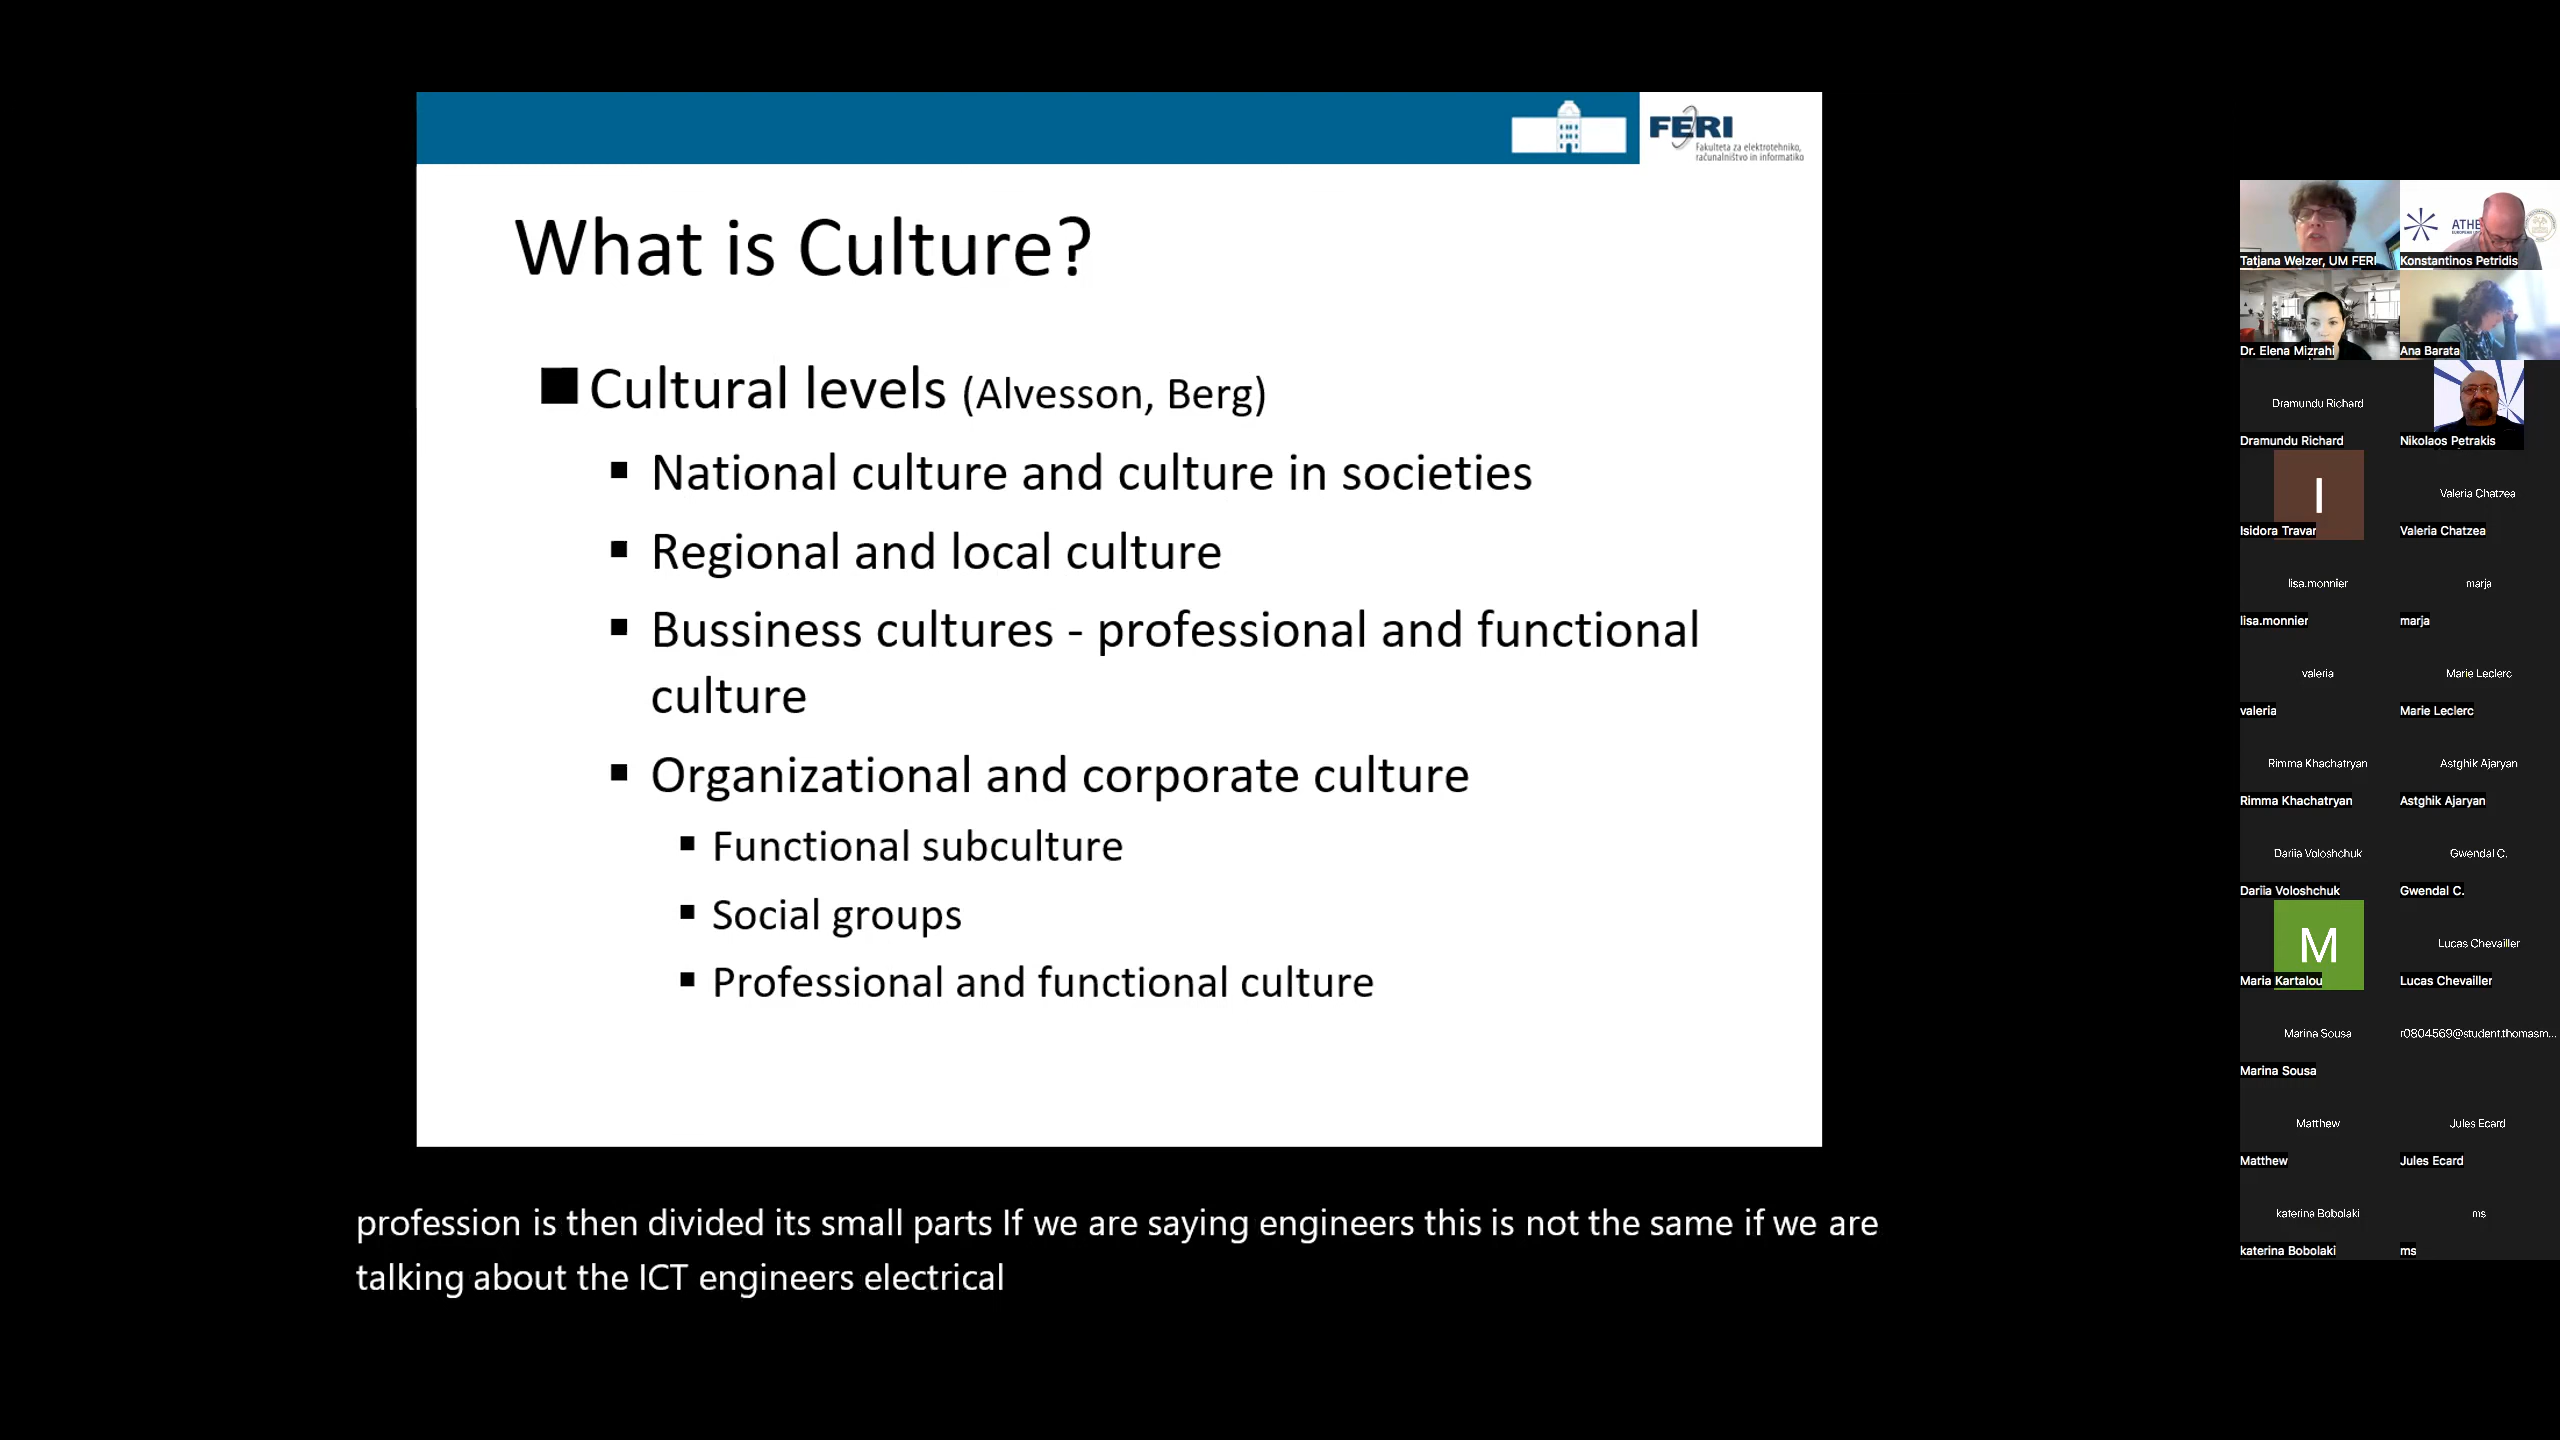 FERI
Fakulteta za elektrotehniko,
računalništvo in informatiko
What is Culture?
Cultural levels (Alvesson, Berg)
National culture and culture in societies
Regional and local culture
Bussiness cultures - professional and functional
culture
Organizational and corporate culture
Functional subculture
Social groups
Professional and functional culture
profession is then divided its small parts If we are saying engineers this is not the same if we are
talking about the ICT engineers electrical
ATHE
Tatjana Welzer, UM FERI
Konstantinos Petridis
Dr. Elena Mizrahi
Ana Barata
Dramundu Richard
Dramundu Richard
Nikolaos Petrakis
I
Valeria Chatzea
Isidora Travar
Valeria Chatzea
lisa.monnier
marja
lisa.monnier
marja
valeria
Marie Leclerc
valeria
Marie Leclerc
Rimma Khachatryan
Astghik Ajaryan
Rimma Khachatryan
Astghik Ajaryan
Dariia Voloshchuk
Gwendal C.
Dariia Voloshchuk
Gwendal C.
M
Lucas Chevailler
Maria Kartalou
Lucas Chevailler
Marina Sousa
r0804569@student.thomasm...
Marina Sousa
Matthew
Jules Ecard
Matthew
Jules Ecard
katerina Bobolaki
ms
katerina Bobolaki
ms